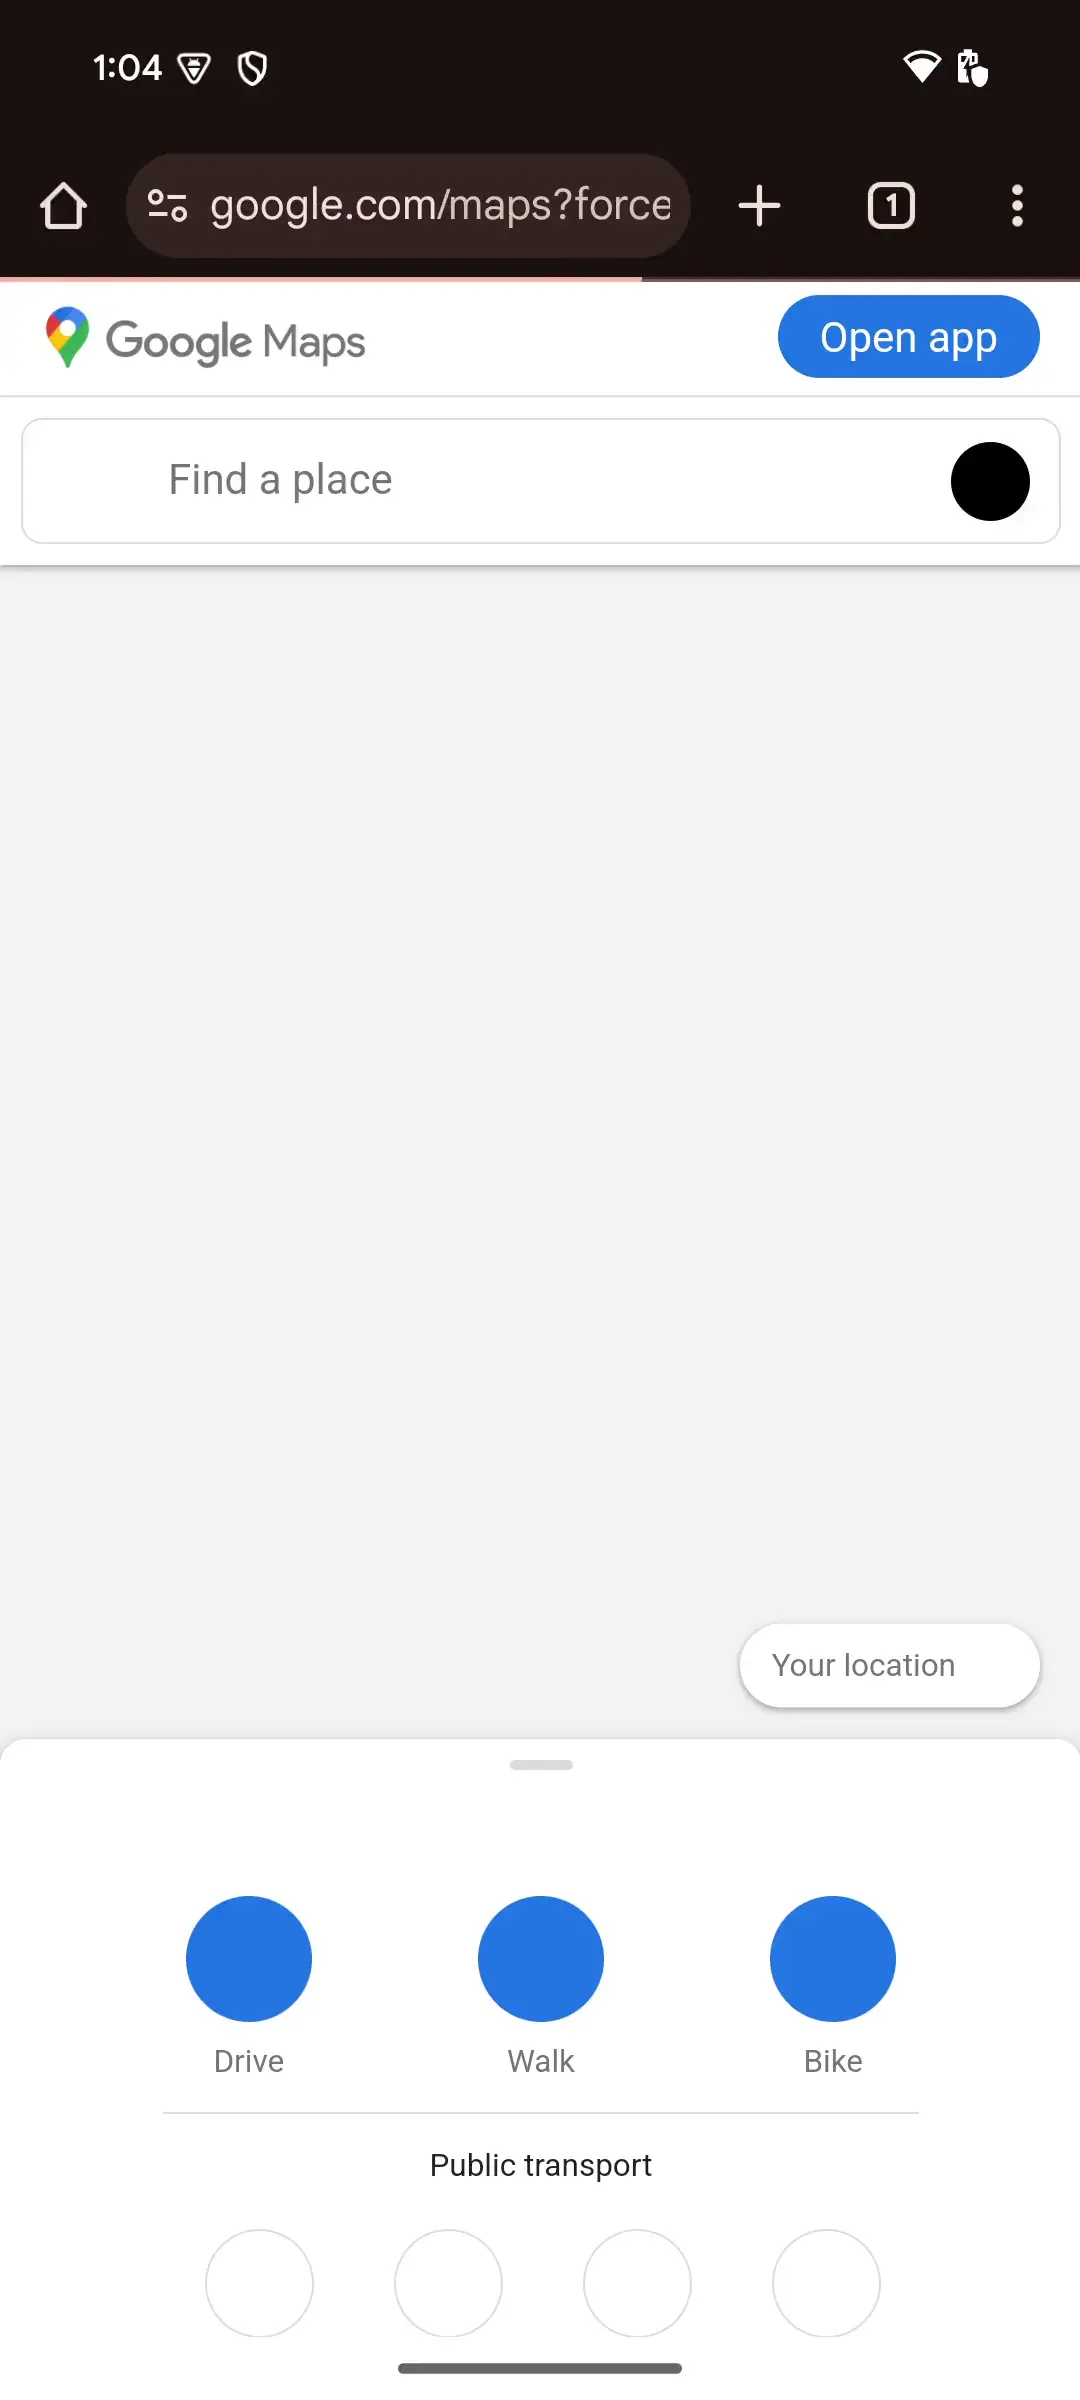 1:04
google.com/maps?force
1
Google Maps
Open app
Find a place
Your location
Drive
Walk
Bike
Public transport